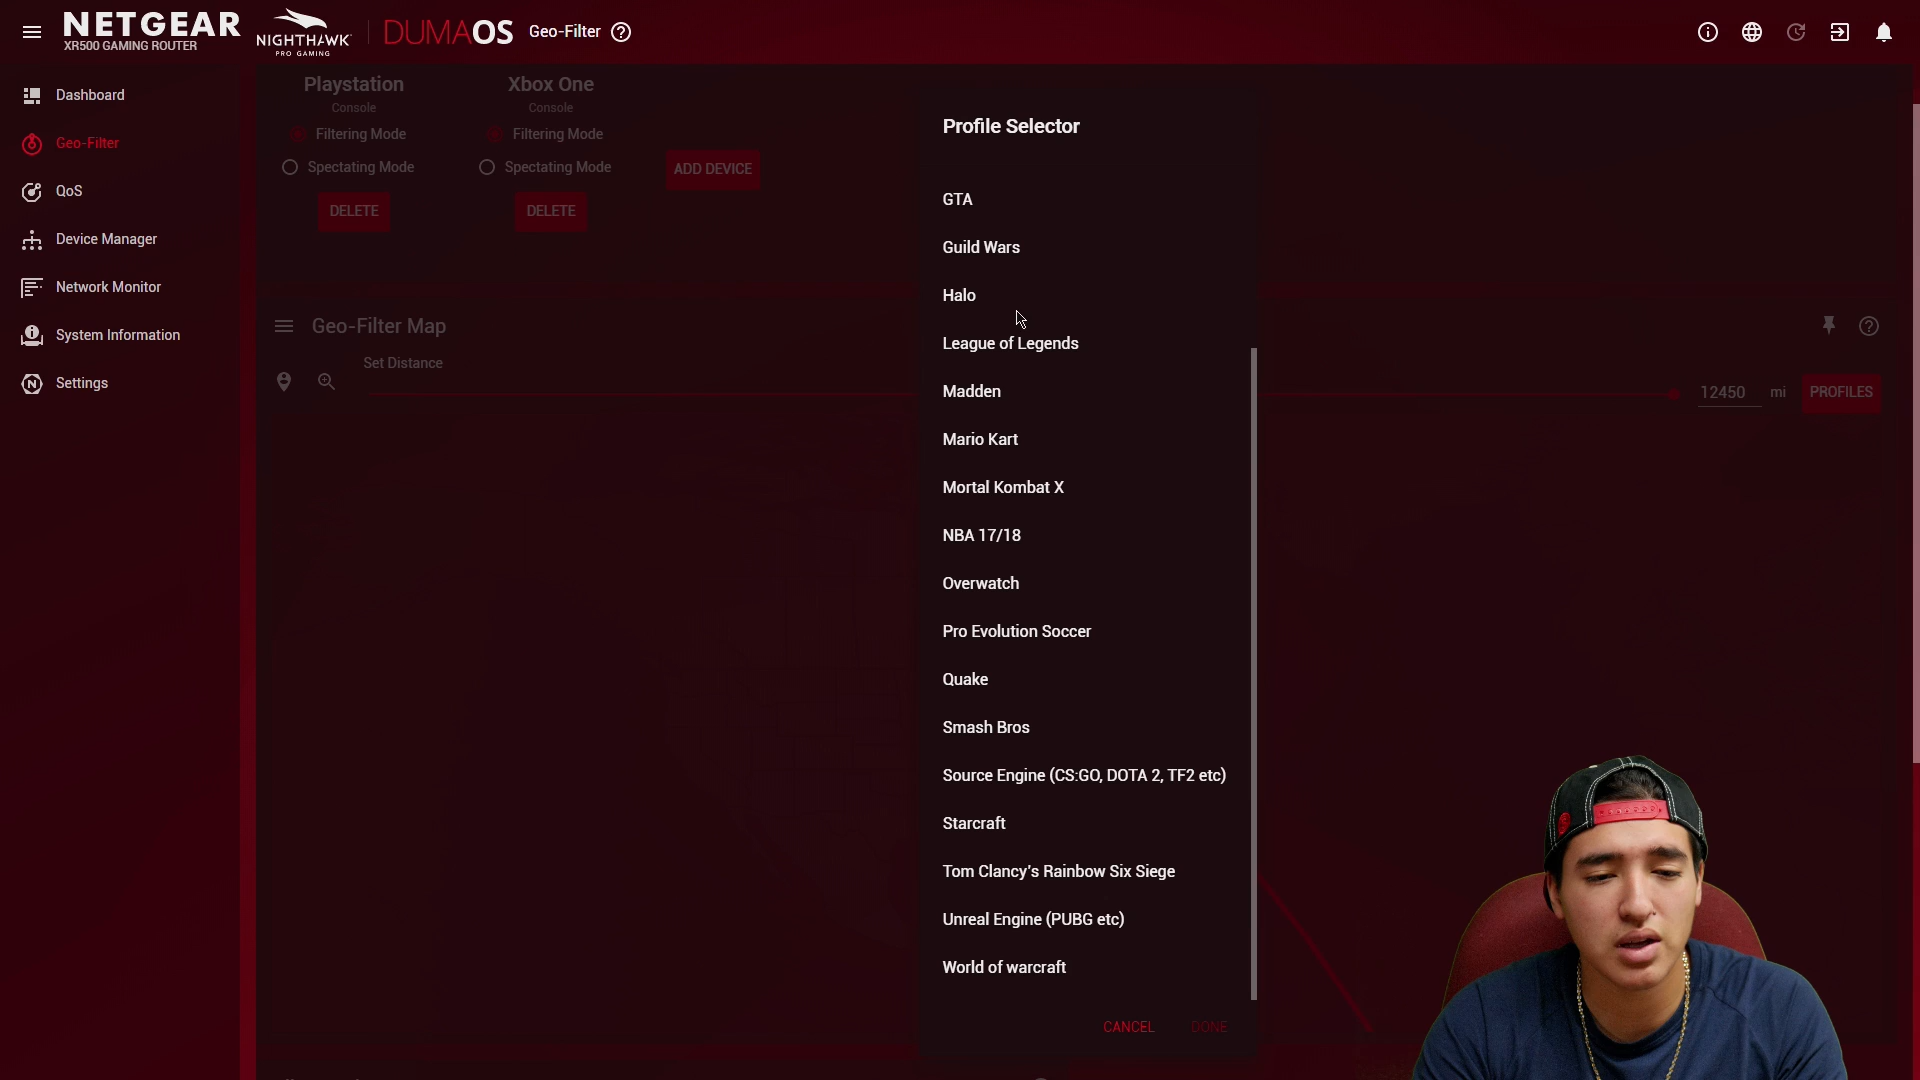 NETGEAR
XR500 GAMING ROUTER
NIGHTHAWK
PRO GAMING
DUMAOS
Geo-Filter
Dashboard
Geo-Filter
QoS
Device Manager
Network Monitor
System Information
Settings
Playstation
Console
Filtering Mode
Spectating Mode
DELETE
Xbox One
Console
Filtering Mode
Spectating Mode
DELETE
ADD DEVICE
Geo-Filter Map
Set Distance
12450 mi
PROFILES
Profile Selector
GTA
Guild Wars
Halo
League of Legends
Madden
Mario Kart
Mortal Kombat X
NBA 17/18
Overwatch
Pro Evolution Soccer
Quake
Smash Bros
Source Engine (CS:GO, DOTA 2, TF2 etc)
Starcraft
Tom Clancy's Rainbow Six Siege
Unreal Engine (PUBG etc)
World of warcraft
CANCEL
DONE